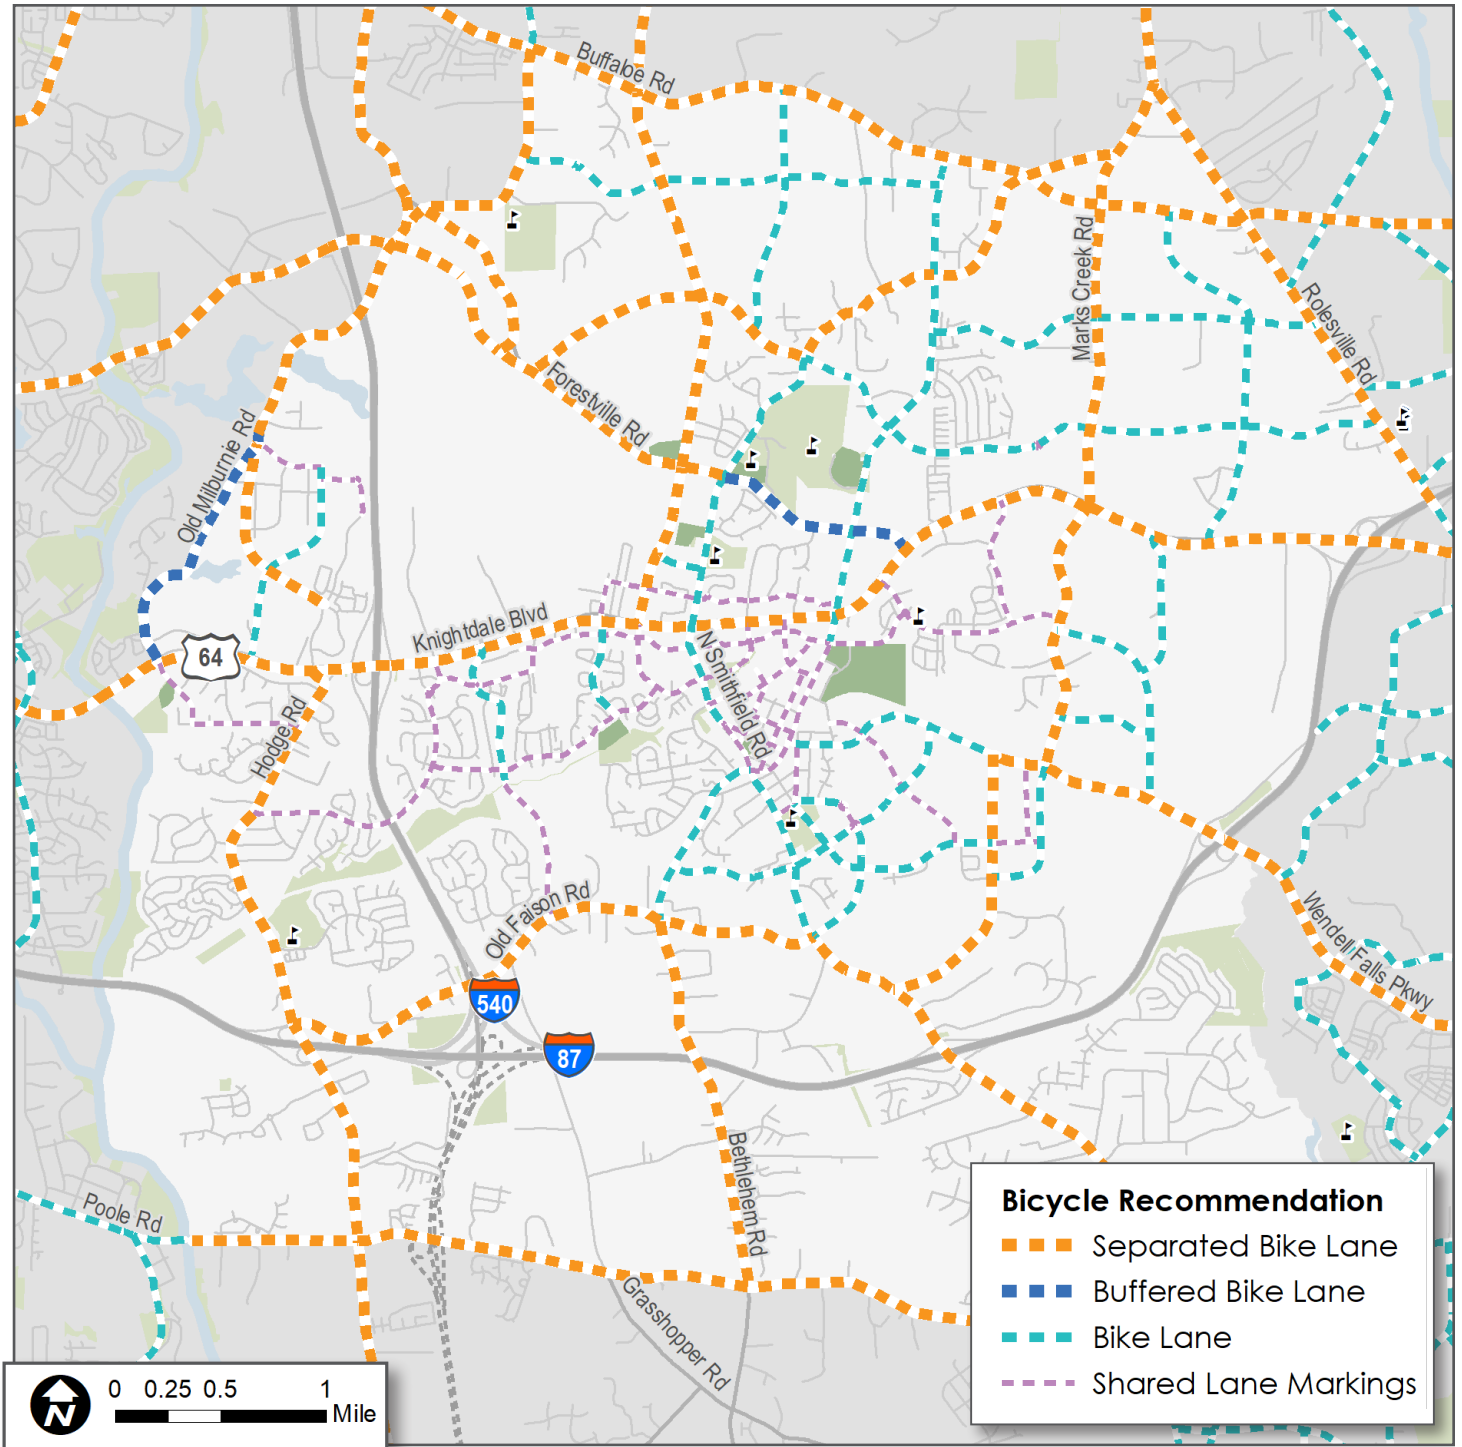 Buffaloe Rd
Marks Creek Rd
Rolesville Rd
Forestville Rd
Old Milburnie Rd
Knightdale Blvd
64
N Smithfield Rd
Hodge Rd
Old Faison Rd
Wendell Falls Pkwy
540
87
Bethlehem Rd
Poole Rd
Grasshopper Rd
Bicycle Recommendation
Separated Bike Lane
Buffered Bike Lane
Bike Lane
Shared Lane Markings
N
0 0.25 0.5 1
Mile